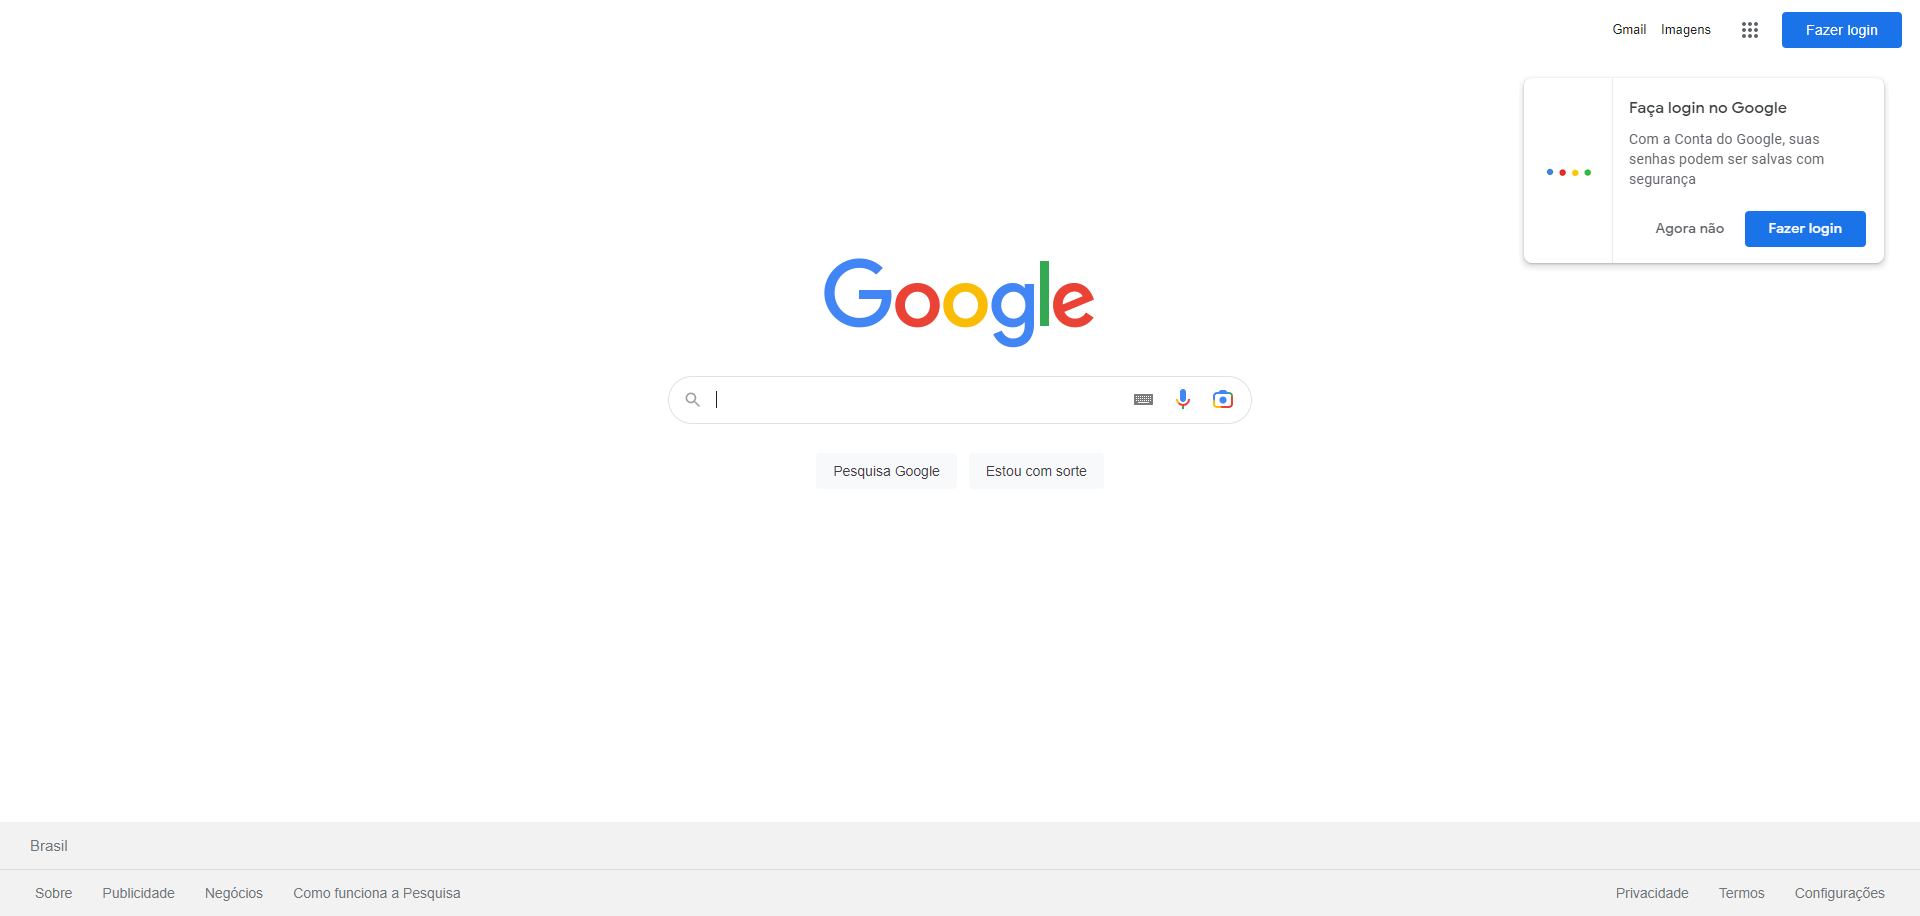 Gmail Imagens Fazer login
Faça login no Google
Com a Conta do Google, suas
senhas podem ser salvas com
segurança
Agora não Fazer login
Google
Pesquisa Google Estou com sorte
Brasil
Sobre Publicidade Negócios Como funciona a Pesquisa Privacidade Termos Configurações